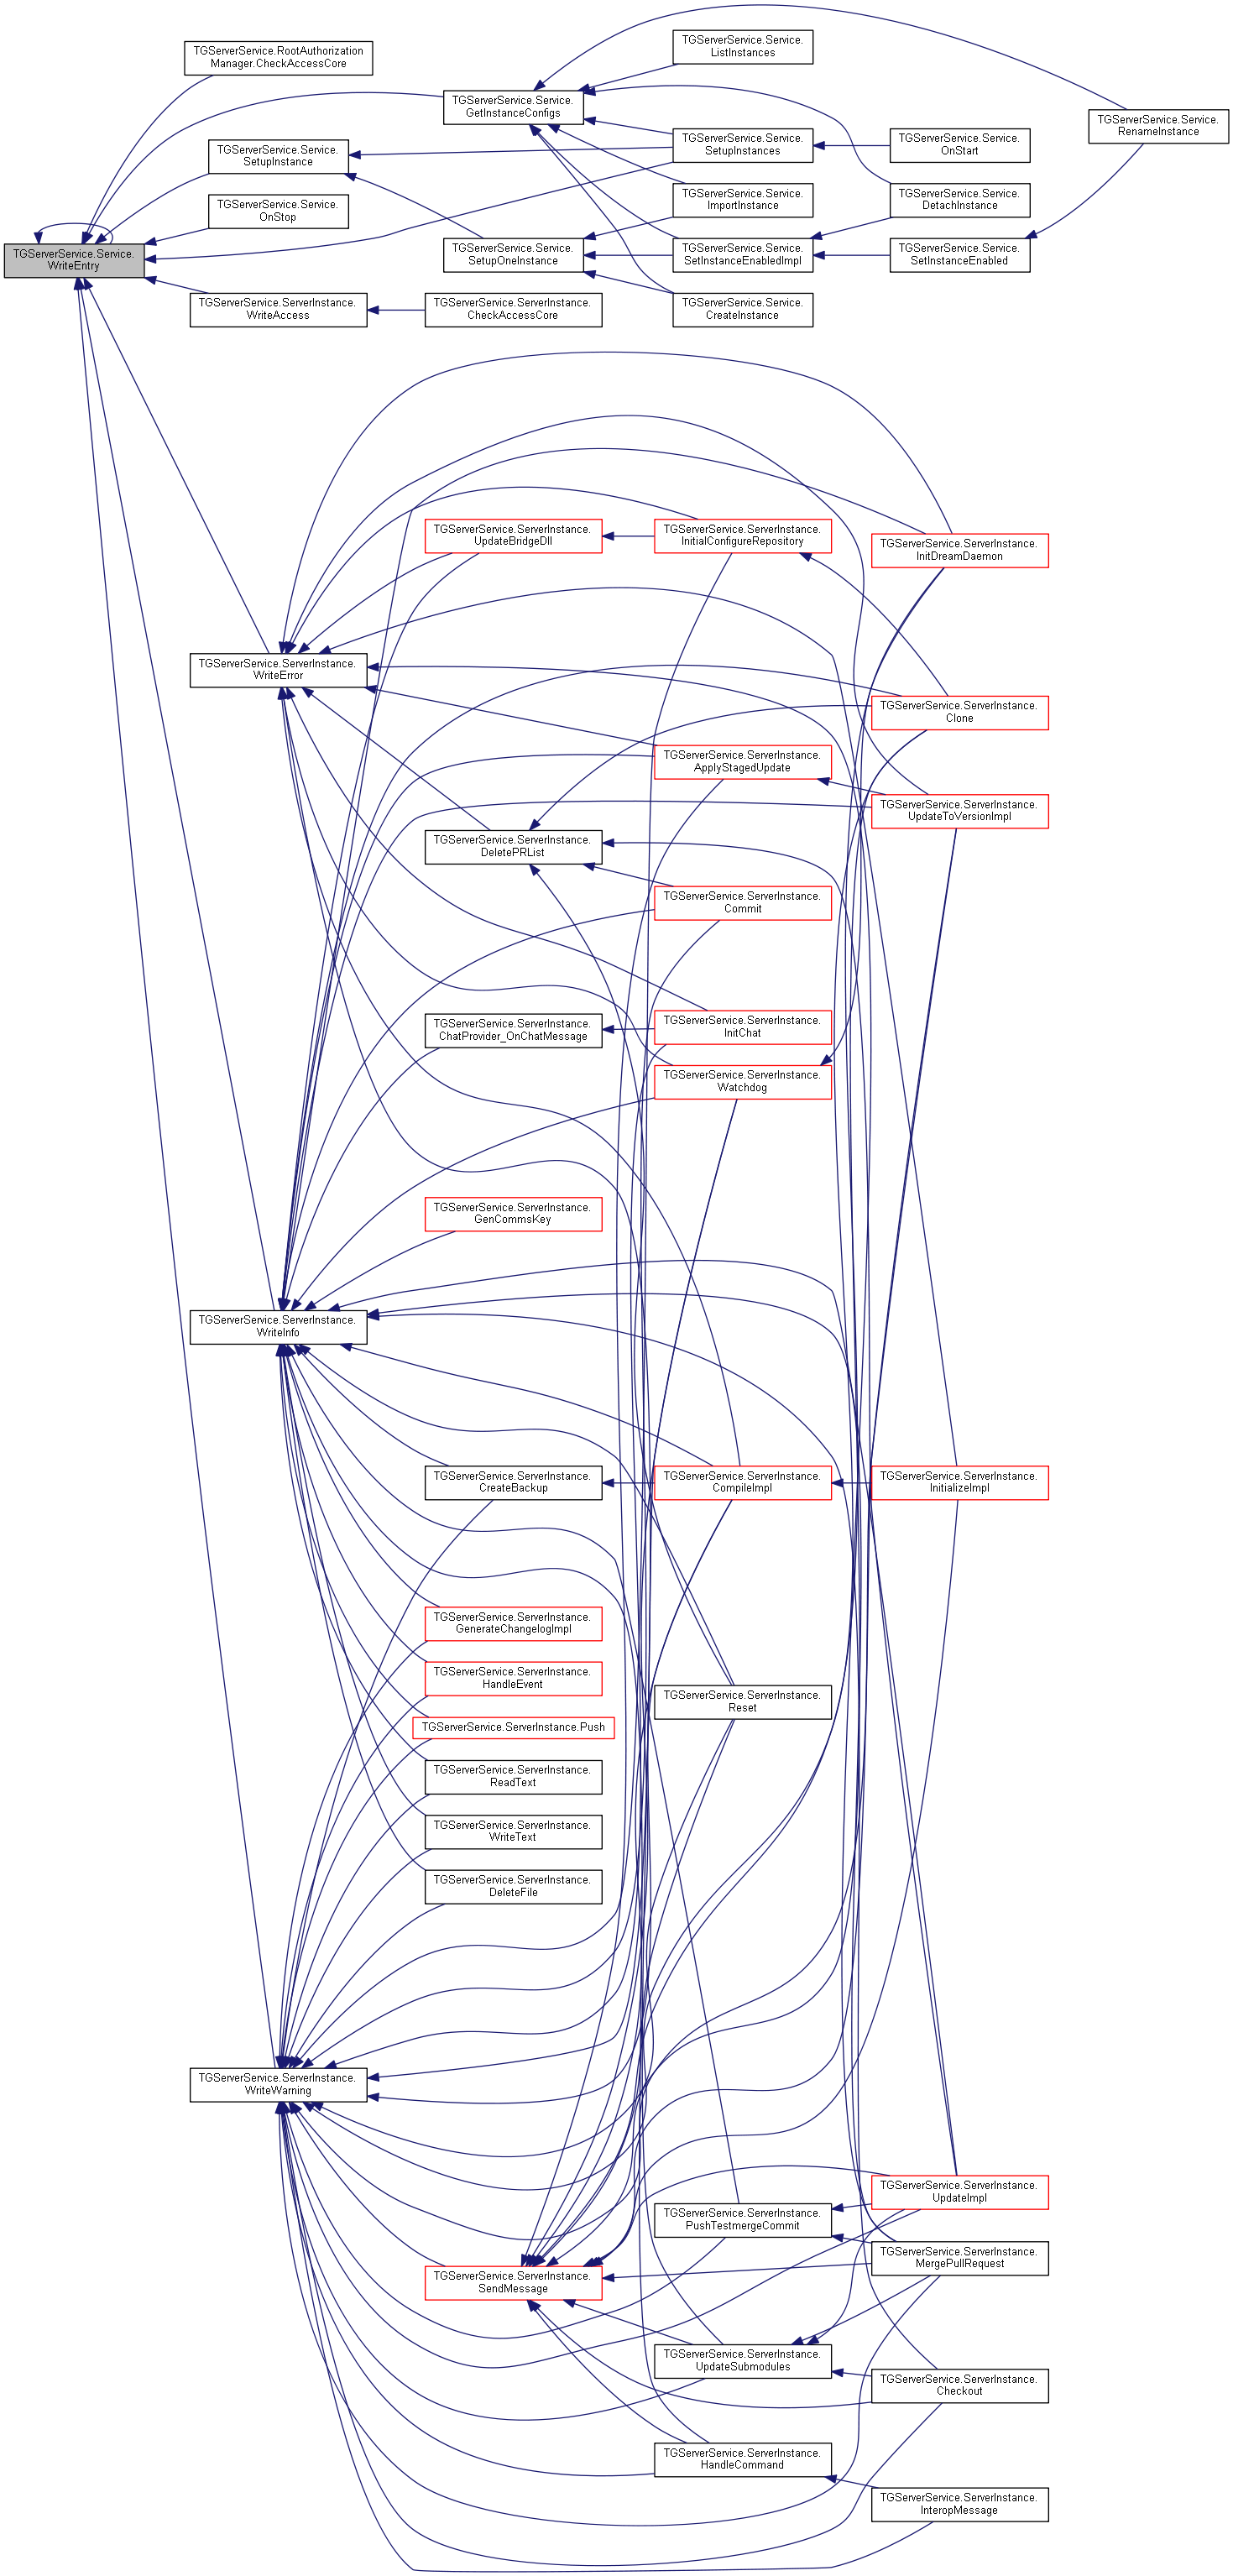 TGServerService.RootAuthorization
Manager.CheckAccessCore
TGServerService.Service.
ListInstances
TGServerService.Service.
GetInstanceConfigs
TGServerService.Service.
RenameInstance
TGServerService.Service.
SetupInstance
TGServerService.Service.
SetupInstances
TGServerService.Service.
OnStart
TGServerService.Service.
OnStop
TGServerService.Service.
ImportInstance
TGServerService.Service.
DetachInstance
TGServerService.Service.
WriteEntry
TGServerService.Service.
SetupOneInstance
TGServerService.Service.
SetInstanceEnabledImpl
TGServerService.Service.
SetInstanceEnabled
TGServerService.ServerInstance.
WriteAccess
TGServerService.ServerInstance.
CheckAccessCore
TGServerService.Service.
CreateInstance
TGServerService.ServerInstance.
UpdateBridgeDll
TGServerService.ServerInstance.
InitialConfigureRepository
TGServerService.ServerInstance.
InitDreamDaemon
TGServerService.ServerInstance.
WriteError
TGServerService.ServerInstance.
Clone
TGServerService.ServerInstance.
ApplyStagedUpdate
TGServerService.ServerInstance.
UpdateToVersionImpl
TGServerService.ServerInstance.
DeletePRList
TGServerService.ServerInstance.
Commit
TGServerService.ServerInstance.
ChatProvider_OnChatMessage
TGServerService.ServerInstance.
InitChat
TGServerService.ServerInstance.
Watchdog
TGServerService.ServerInstance.
GenCommsKey
TGServerService.ServerInstance.
WriteInfo
TGServerService.ServerInstance.
CreateBackup
TGServerService.ServerInstance.
CompileImpl
TGServerService.ServerInstance.
InitializeImpl
TGServerService.ServerInstance.
GenerateChangelogImpl
TGServerService.ServerInstance.
HandleEvent
TGServerService.ServerInstance.
Reset
TGServerService.ServerInstance.Push
TGServerService.ServerInstance.
ReadText
TGServerService.ServerInstance.
WriteText
TGServerService.ServerInstance.
DeleteFile
TGServerService.ServerInstance.
WriteWarning
TGServerService.ServerInstance.
UpdateImpl
TGServerService.ServerInstance.
PushTestmergeCommit
TGServerService.ServerInstance.
MergePullRequest
TGServerService.ServerInstance.
SendMessage
TGServerService.ServerInstance.
UpdateSubmodules
TGServerService.ServerInstance.
Checkout
TGServerService.ServerInstance.
HandleCommand
TGServerService.ServerInstance.
InteropMessage